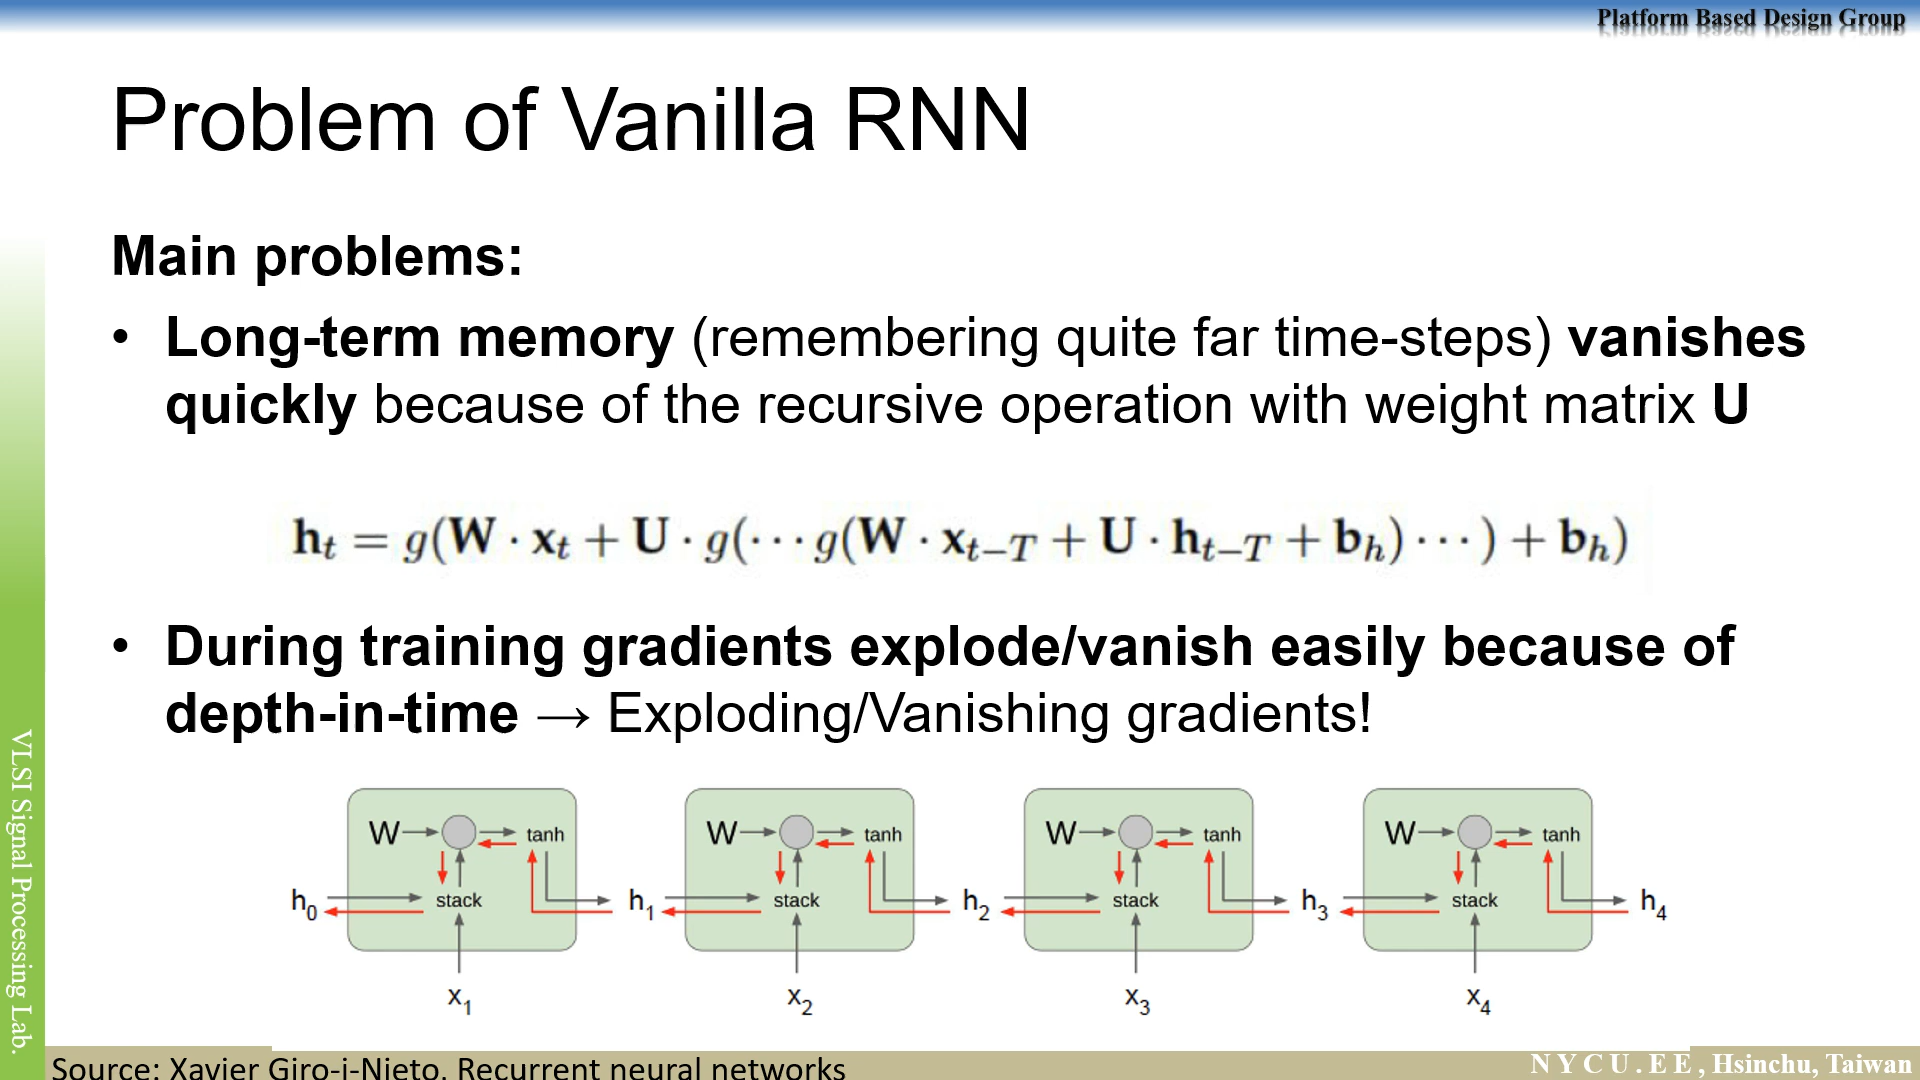 Platform Based Design Group
Problem of Vanilla RNN
Main problems:
• Long-term memory (remembering quite far time-steps) vanishes
quickly because of the recursive operation with weight matrix U
h_t = g(W · x_t + U · g(· · · g(W · x_{t−T} + U · h_{t−T} + b_h) · · · ) + b_h)
• During training gradients explode/vanish easily because of
depth-in-time → Exploding/Vanishing gradients!
W tanh W tanh W tanh W tanh
h_0 stack h_1 stack h_2 stack h_3 stack h_4
x_1 x_2 x_3 x_4
VLSI Signal Processing Lab.
Source: Xavier Giro-i-Nieto, Recurrent neural networks
N Y C U . E E , Hsinchu, Taiwan